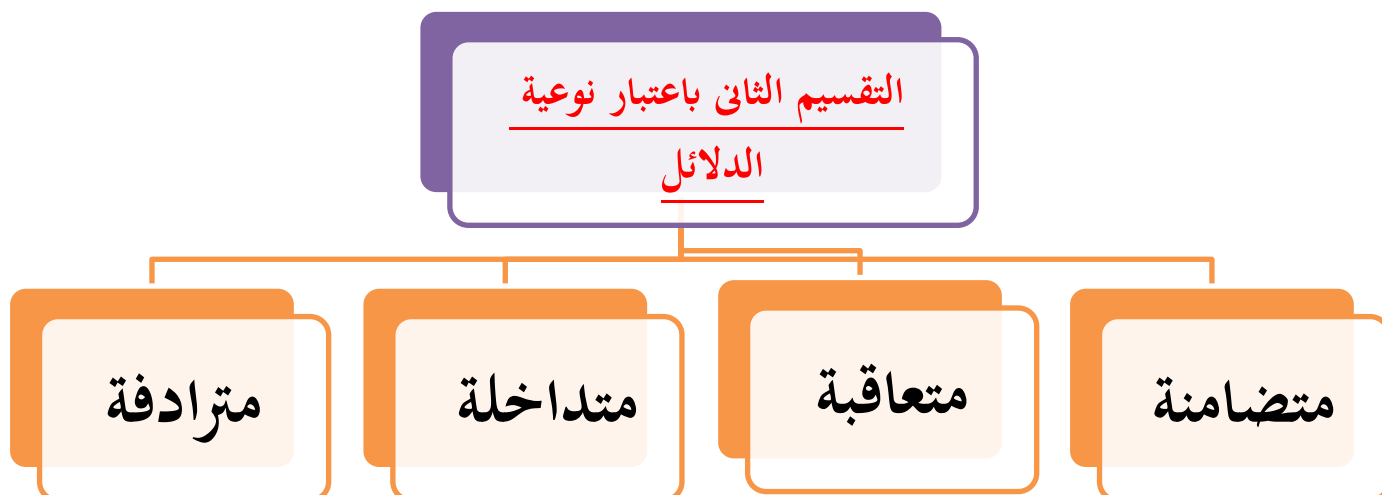 التقسيم الثانى باعتبار نوعية
الدلائل
متضامنة
متعاقبة
متداخلة
مترادفة